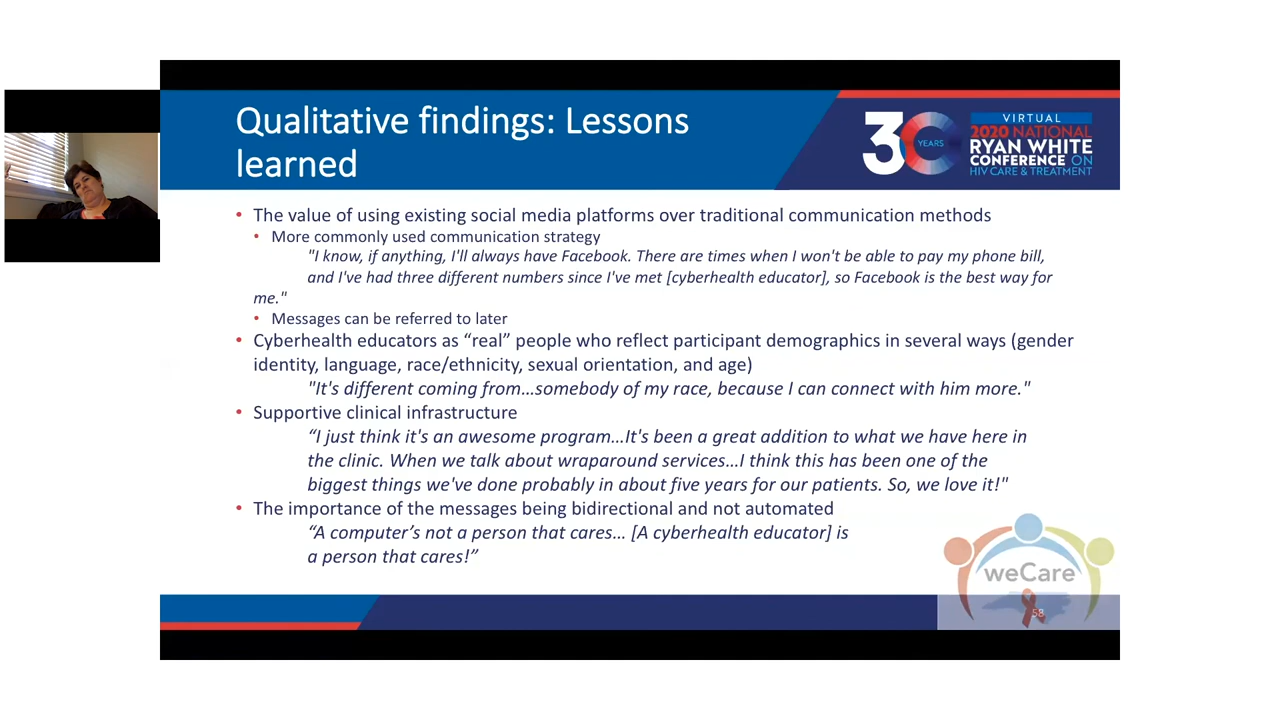 Qualitative findings: Lessons
learned
30
YEARS
VIRTUAL
2020 NATIONAL
RYAN WHITE
CONFERENCE ON
HIV CARE & TREATMENT
• The value of using existing social media platforms over traditional communication methods
• More commonly used communication strategy
"I know, if anything, I'll always have Facebook. There are times when I won't be able to pay my phone bill,
and I've had three different numbers since I've met [cyberhealth educator], so Facebook is the best way for
me."
• Messages can be referred to later
• Cyberhealth educators as “real” people who reflect participant demographics in several ways (gender
identity, language, race/ethnicity, sexual orientation, and age)
"It's different coming from…somebody of my race, because I can connect with him more."
• Supportive clinical infrastructure
“I just think it's an awesome program…It's been a great addition to what we have here in
the clinic. When we talk about wraparound services…I think this has been one of the
biggest things we've done probably in about five years for our patients. So, we love it!"
• The importance of the messages being bidirectional and not automated
“A computer’s not a person that cares… [A cyberhealth educator] is
a person that cares!”
weCare
58